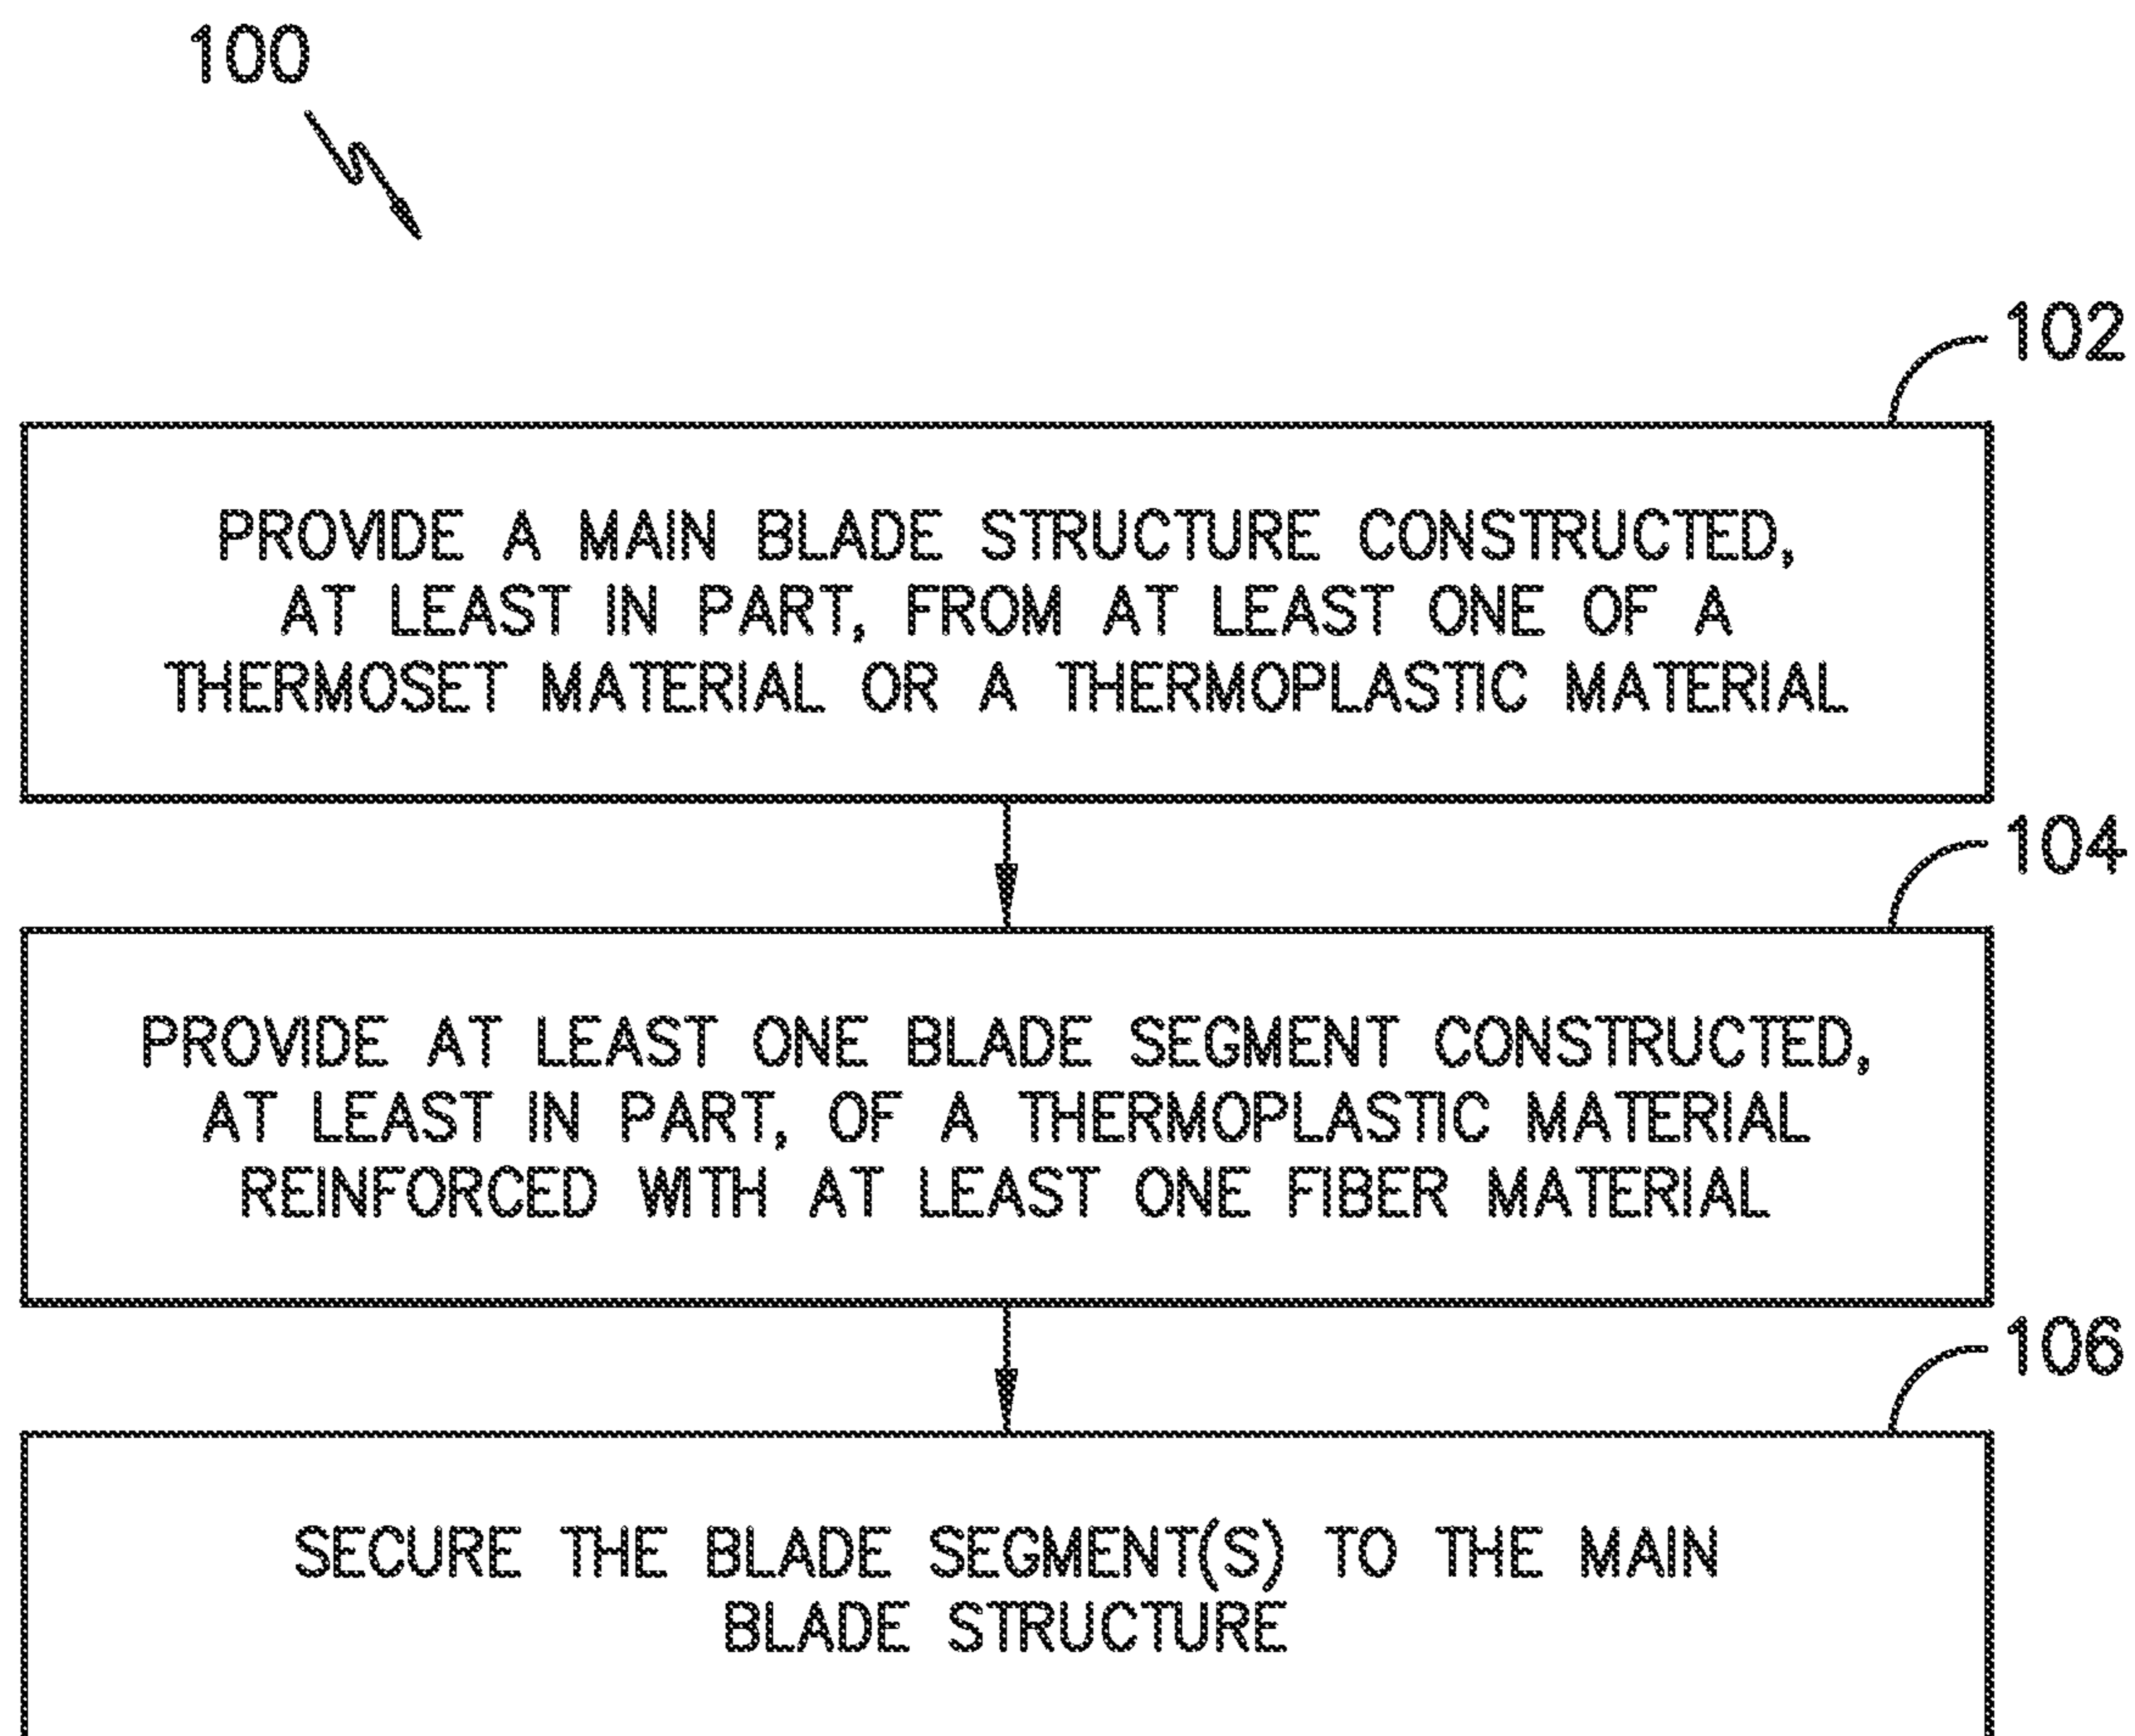 100
102
PROVIDE A MAIN BLADE STRUCTURE CONSTRUCTED,
AT LEAST IN PART, FROM AT LEAST ONE OF A
THERMOSET MATERIAL OR A THERMOPLASTIC MATERIAL
104
PROVIDE AT LEAST ONE BLADE SEGMENT CONSTRUCTED,
AT LEAST IN PART, OF A THERMOPLASTIC MATERIAL
REINFORCED WITH AT LEAST ONE FIBER MATERIAL
106
SECURE THE BLADE SEGMENT(S) TO THE MAIN
BLADE STRUCTURE